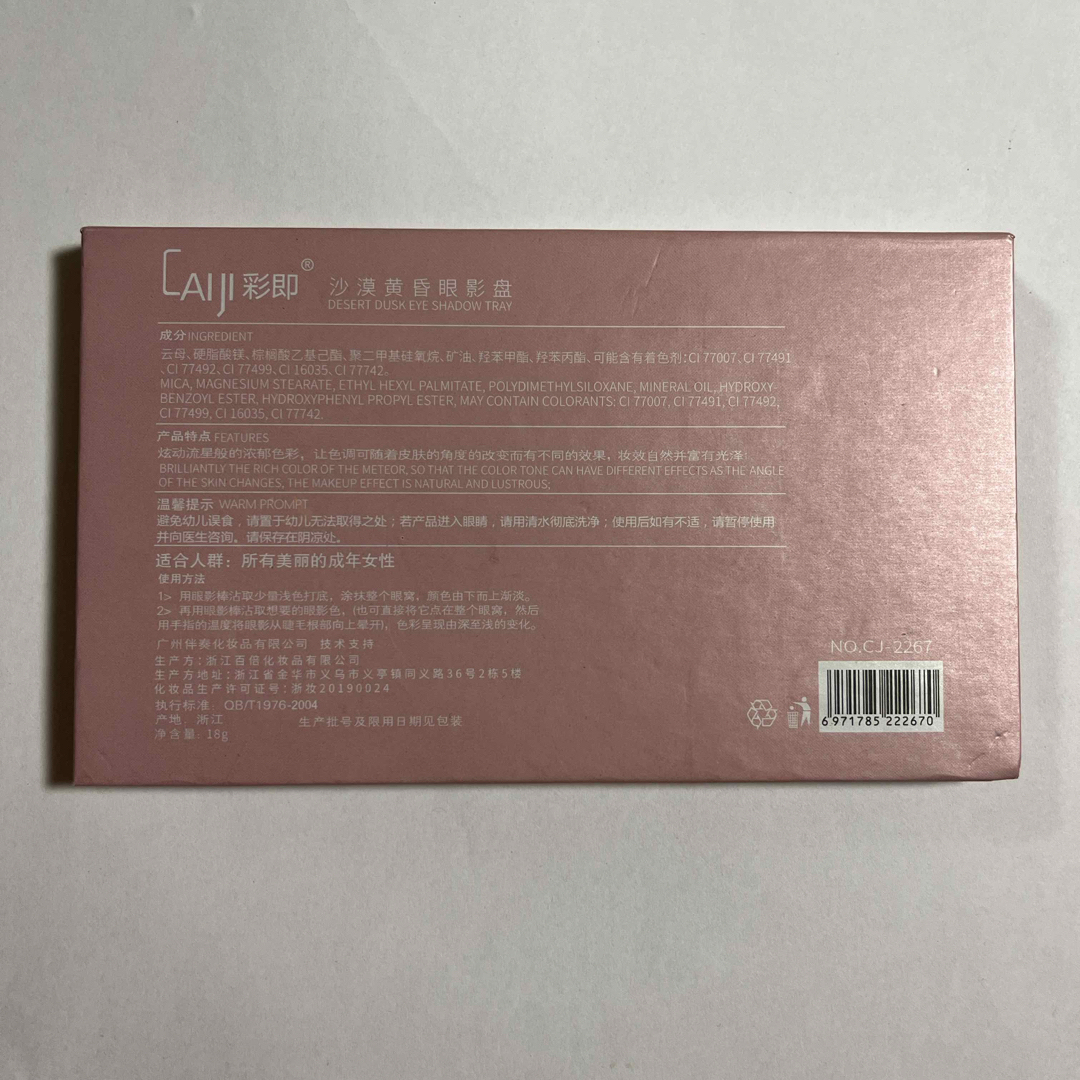 CAIJI彩即®
沙漠黄昏眼影盘
DESERT DUSK EYE SHADOW TRAY
成分INGREDIENT
云母、硬脂酸镁、棕榈酸乙基己酯、聚二甲基硅氧烷、矿油、羟苯甲酯、羟苯丙酯、可能含有着色剂:CI 77007、CI 77491
、CI 77492、CI 77499、CI 16035. CI 77742。
MICA, MAGNESIUM STEARATE, ETHYL HEXYL PALMITATE, POLYDIMETHYLSILOXANE, MINERAL OIL, HYDROXY-
BENZOYL ESTER, HYDROXYPHENYL PROPYL ESTER, MAY CONTAIN COLORANTS: CI 77007, CI 77491, CI 77492,
CI 77499, CI 16035, CI 77742.
产品特点 FEATURES
炫动流星般的浓郁色彩，让色调可随着皮肤的角度的改变而有不同的效果，妆效自然并富有光泽！
BRILLIANTLY THE RICH COLOR OF THE METEOR, SO THAT THE COLOR TONE CAN HAVE DIFFERENT EFFECTS AS THE ANGLE
OF THE SKIN CHANGES, THE MAKEUP EFFECT IS NATURAL AND LUSTROUS;
温馨提示 WARM PROMPT
避免幼儿误食，请置于幼儿无法取得之处；若产品进入眼睛，请用清水彻底洗净；使用后如有不适，请暂停使用
并向医生咨询。请保存在阴凉处。
适合人群：所有美丽的成年女性
使用方法
1> 用眼影棒沾取少量浅色打底，涂抹整个眼窝，颜色由下而上渐淡。
2> 再用眼影棒沾取想要的眼影色，(也可直接将它点在整个眼窝，然后
用手指的温度将眼影从睫毛根部向上晕开)，色彩呈现由深至浅的变化。
广州伴奏化妆品有限公司 技术支持
生产方:浙江百倍化妆品有限公司
生产方地址:浙江省金华市义乌市义亭镇同义路36号2栋5楼
化妆品生产许可证号:浙妆20190024
执行标准: QB/T1976-2004
产地: 浙江 生产批号及限用日期见包装
净含量: 18g
NO.CJ-2267
6 971785 222670